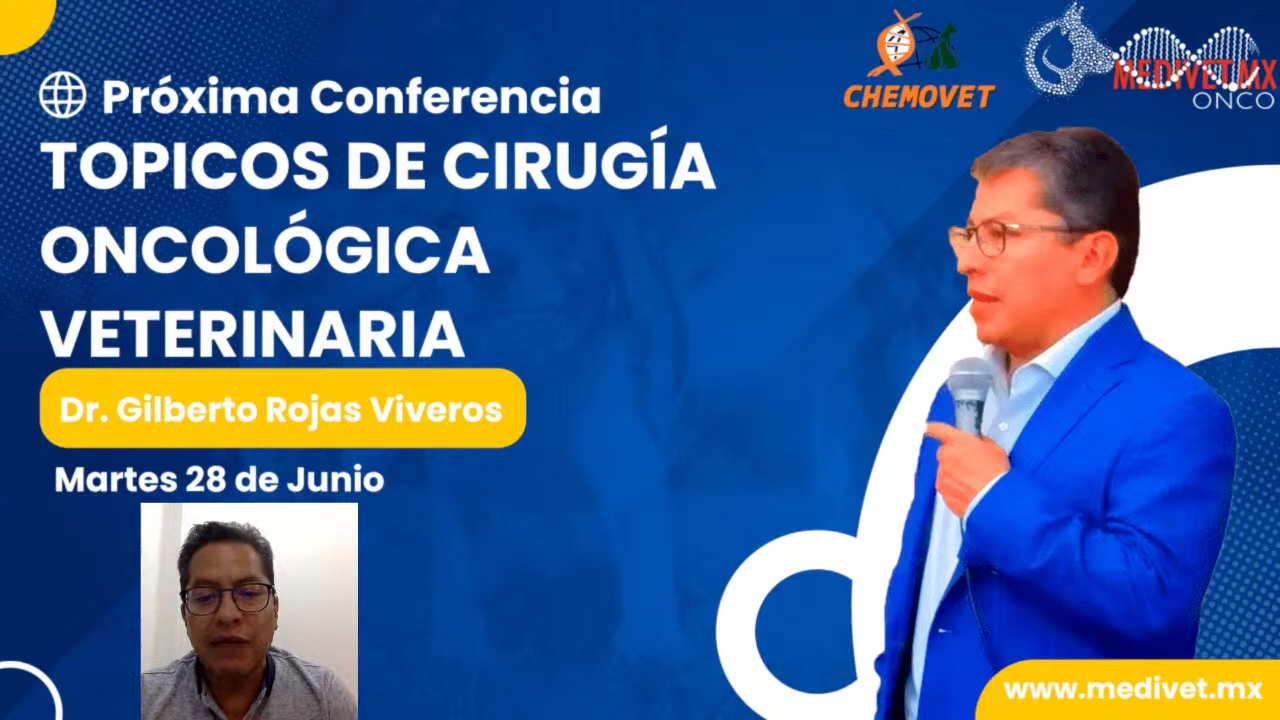 Próxima Conferencia
TOPICOS DE CIRUGÍA
ONCOLÓGICA
VETERINARIA
Dr. Gilberto Rojas Viveros
Martes 28 de Junio
CHEMOVET
MEDIVET.MX
ONCO
www.medivet.mx